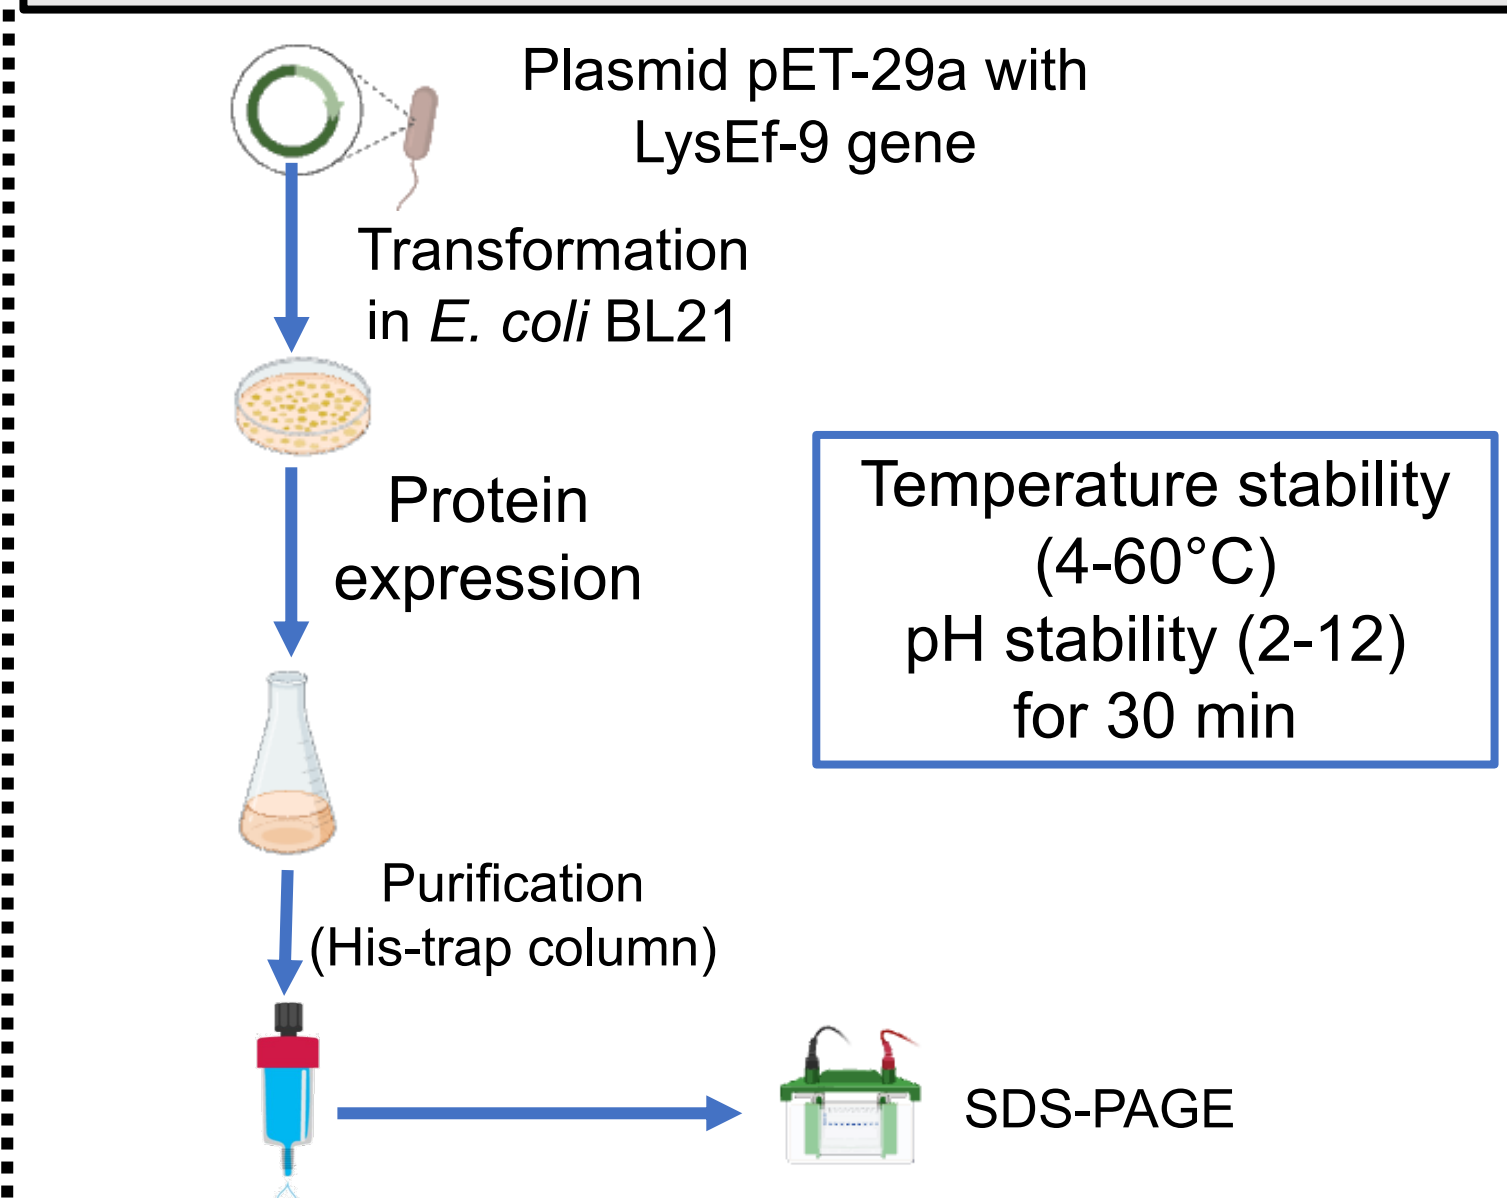 Plasmid pET-29a with
LysEf-9 gene
Transformation
in E. coli BL21
Protein
expression
Temperature stability
(4-60°C)
pH stability (2-12)
for 30 min
Purification
(His-trap column)
SDS-PAGE